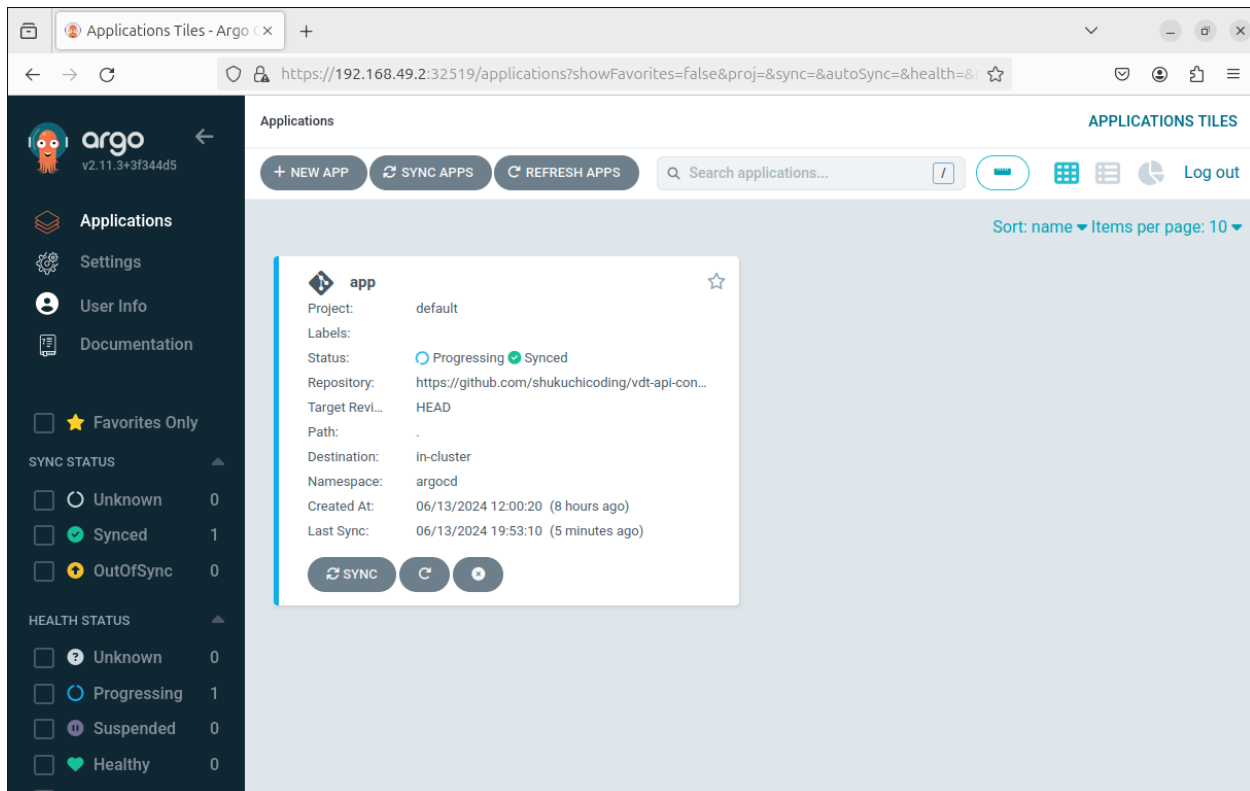 Applications Tiles - Argo C
https://192.168.49.2:32519/applications?showFavorites=false&proj=&sync=&autoSync=&health=&
argo
v2.11.3+3f344d5
Applications
Settings
User Info
Documentation
Favorites Only
SYNC STATUS
Unknown 0
Synced 1
OutOfSync 0
HEALTH STATUS
Unknown 0
Progressing 1
Suspended 0
Healthy 0
Applications APPLICATIONS TILES
+ NEW APP SYNC APPS REFRESH APPS Search applications... / Log out
Sort: name Items per page: 10
app
Project: default
Labels:
Status: Progressing Synced
Repository: https://github.com/shukuchicoding/vdt-api-con...
Target Revi... HEAD
Path: .
Destination: in-cluster
Namespace: argocd
Created At: 06/13/2024 12:00:20 (8 hours ago)
Last Sync: 06/13/2024 19:53:10 (5 minutes ago)
SYNC